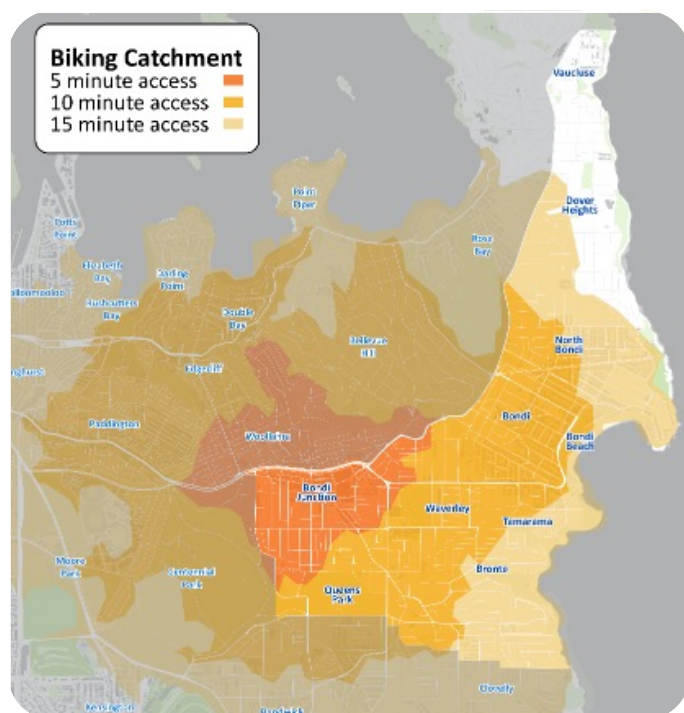 Biking Catchment
5 minute access
10 minute access
15 minute access
Vaucluse
Point
Piper
Dover
Heights
Potts
Point
Rose
Bay
Elizabeth
Bay
Darling
Point
Rushcutters
Bay
Double
Bay
Bellevue
Hill
North
Bondi
Edgecliff
Paddington
Bondi
Woollahra
Bondi
Beach
Bondi
Junction
Waverley
Tamarama
Moore
Park
Centennial
Park
Bronte
Queens
Park
Clovelly
Kensington
Randwick